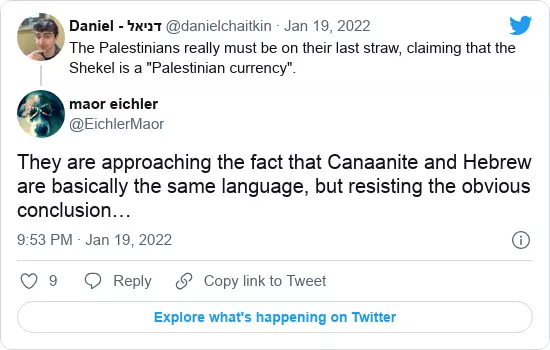 Daniel - דניאל @danielchaitkin · Jan 19, 2022
The Palestinians really must be on their last straw, claiming that the
Shekel is a "Palestinian currency".
maor eichler
@EichlerMaor
They are approaching the fact that Canaanite and Hebrew
are basically the same language, but resisting the obvious
conclusion…
9:53 PM · Jan 19, 2022
9 Reply Copy link to Tweet
Explore what's happening on Twitter